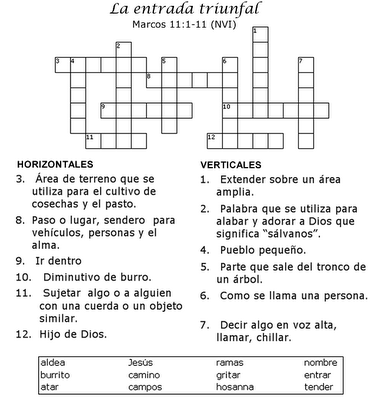 La entrada triunfal
Marcos 11:1-11 (NVI)
1
2
3 4 5 6 7
8
9 10
11 12
HORIZONTALES
3. Área de terreno que se
utiliza para el cultivo de
cosechas y el pasto.
8. Paso o lugar, sendero para
vehículos, personas y el
alma.
9. Ir dentro
10. Diminutivo de burro.
11. Sujetar algo o a alguien
con una cuerda o un objeto
similar.
12. Hijo de Dios.
VERTICALES
1. Extender sobre un área
amplia.
2. Palabra que se utiliza para
alabar y adorar a Dios que
significa “sálvanos”.
4. Pueblo pequeño.
5. Parte que sale del tronco de
un árbol.
6. Como se llama una persona.
7. Decir algo en voz alta,
llamar, chillar.
aldea Jesús ramas nombre
burrito camino gritar entrar
atar campos hosanna tender